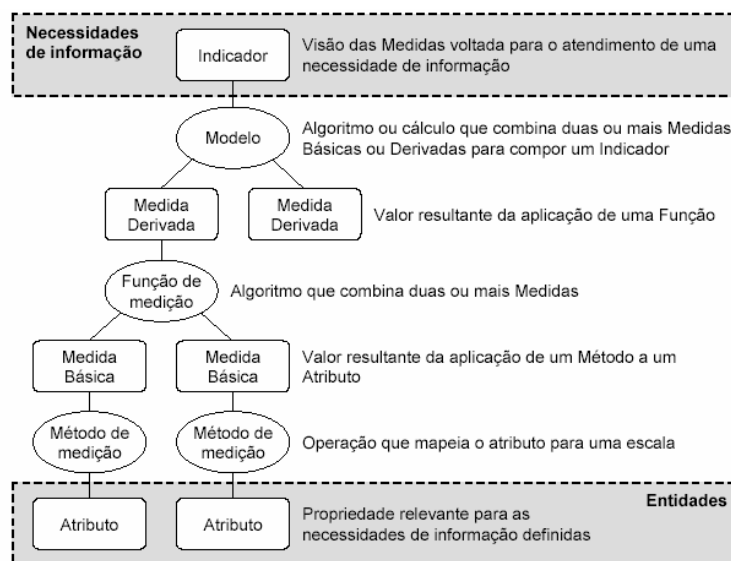 Necessidades
de informação
Indicador
Visão das Medidas voltada para o atendimento de uma
necessidade de informação
Modelo
Algoritmo ou cálculo que combina duas ou mais Medidas
Básicas ou Derivadas para compor um Indicador
Medida
Derivada
Medida
Derivada
Valor resultante da aplicação de uma Função
Função de
medição
Algoritmo que combina duas ou mais Medidas
Medida
Básica
Medida
Básica
Valor resultante da aplicação de um Método a um
Atributo
Método de
medição
Método de
medição
Operação que mapeia o atributo para uma escala
Entidades
Atributo
Atributo
Propriedade relevante para as
necessidades de informação definidas